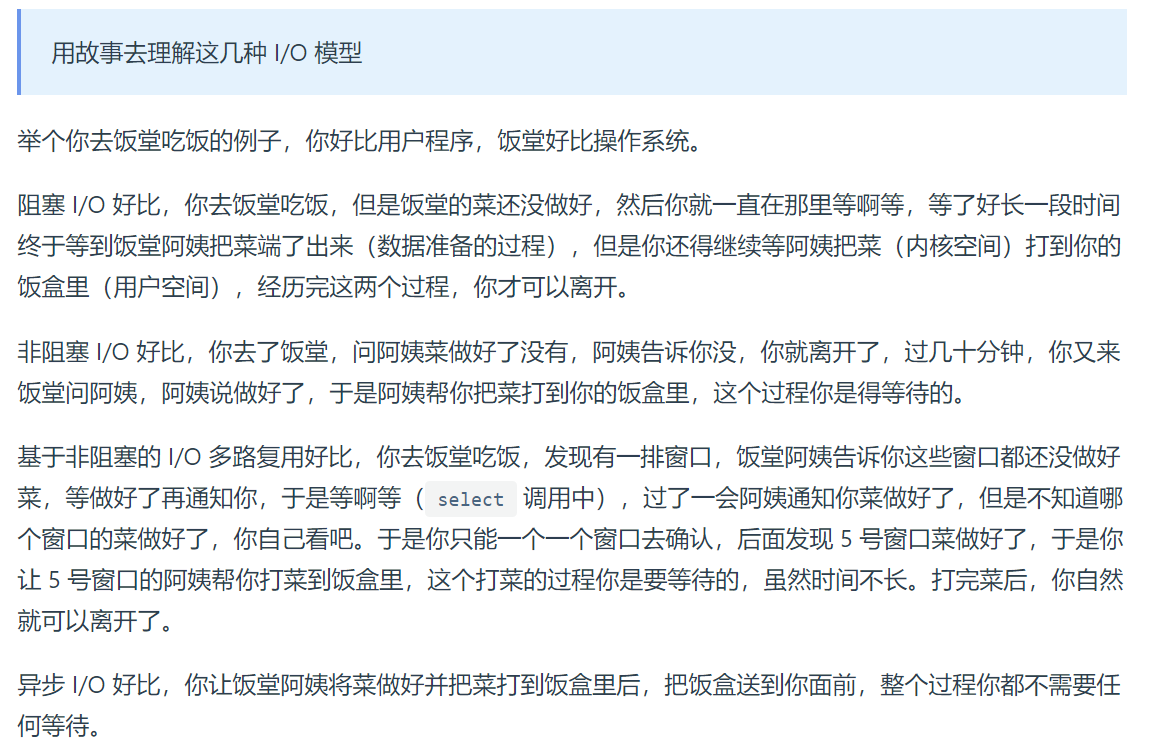 用故事去理解这几种 I/O 模型
举个你去饭堂吃饭的例子，你好比用户程序，饭堂好比操作系统。
阻塞 I/O 好比，你去饭堂吃饭，但是饭堂的菜还没做好，然后你就一直在那里等啊等，等了好长一段时间
终于等到饭堂阿姨把菜端了出来（数据准备的过程），但是你还得继续等阿姨把菜（内核空间）打到你的
饭盒里（用户空间），经历完这两个过程，你才可以离开。
非阻塞 I/O 好比，你去了饭堂，问阿姨菜做好了没有，阿姨告诉你没，你就离开了，过几十分钟，你又来
饭堂问阿姨，阿姨说做好了，于是阿姨帮你把菜打到你的饭盒里，这个过程你是得等待的。
基于非阻塞的 I/O 多路复用好比，你去饭堂吃饭，发现有一排窗口，饭堂阿姨告诉你这些窗口都还没做好
菜，等做好了再通知你，于是等啊等（select 调用中），过了一会阿姨通知你菜做好了，但是不知道哪
个窗口的菜做好了，你自己看吧。于是你只能一个一个窗口去确认，后面发现 5 号窗口菜做好了，于是你
让 5 号窗口的阿姨帮你打菜到饭盒里，这个打菜的过程你是要等待的，虽然时间不长。打完菜后，你自然
就可以离开了。
异步 I/O 好比，你让饭堂阿姨将菜做好并把菜打到饭盒里后，把饭盒送到你面前，整个过程你都不需要任
何等待。